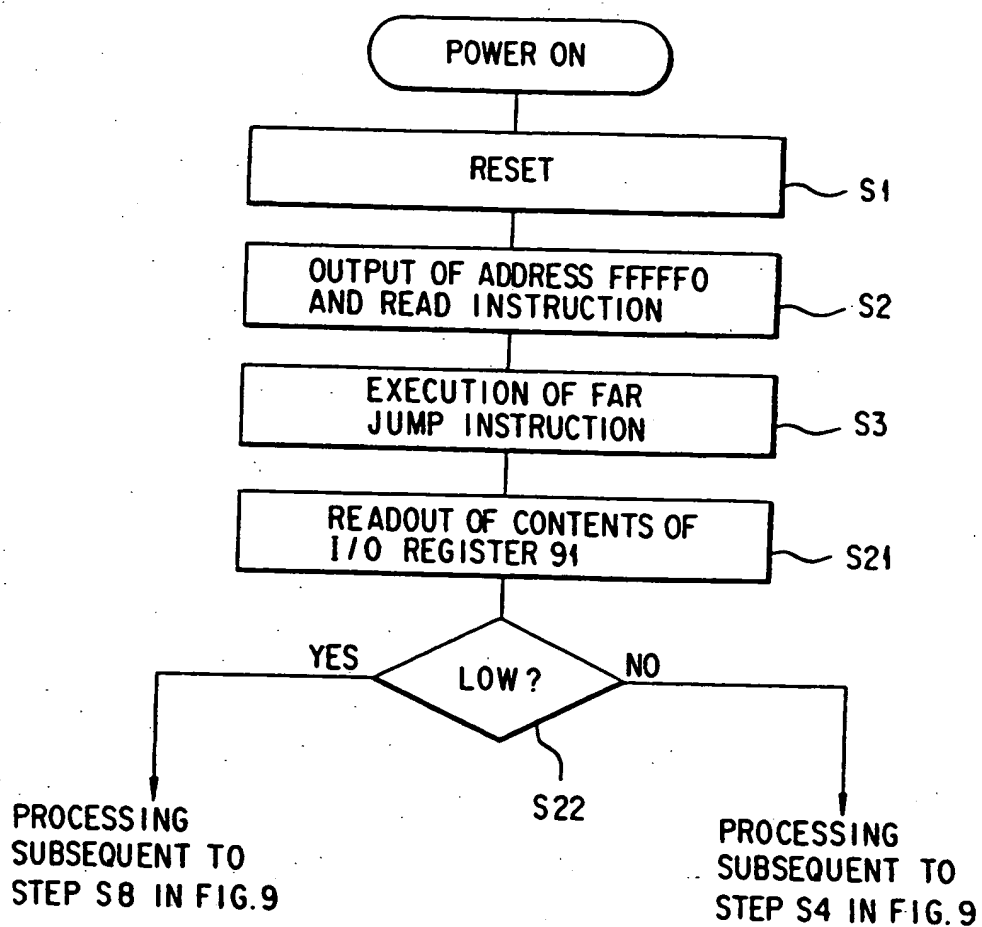 POWER ON
RESET
S1
OUTPUT OF ADDRESS FFFFF0
AND READ INSTRUCTION
S2
EXECUTION OF FAR
JUMP INSTRUCTION
S3
READOUT OF CONTENTS OF
I/O REGISTER 91
S21
YES
LOW?
NO
S22
PROCESSING
SUBSEQUENT TO
STEP S8 IN FIG.9
PROCESSING
SUBSEQUENT TO
STEP S4 IN FIG.9